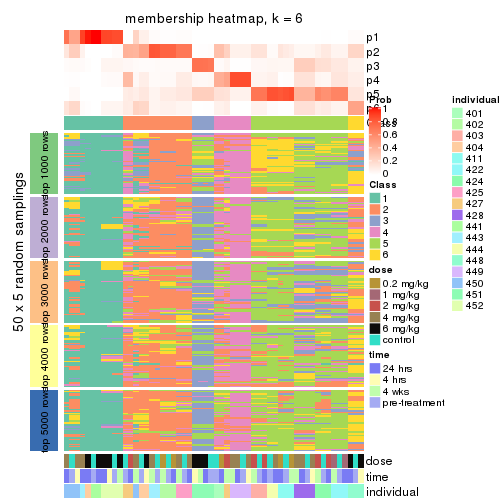 membership heatmap, k = 6
p1
p2
p3
p4
p5
p6
50 x 5 random samplings
top 1000 rows
top 2000 rows
top 3000 rows
top 4000 rows
top 5000 rows
dose
time
individual
Prob
1
0.8
0.6
0.4
0.2
0
Class
1
2
3
4
5
6
dose
0.2 mg/kg
1 mg/kg
2 mg/kg
4 mg/kg
6 mg/kg
control
time
24 hrs
4 hrs
4 wks
pre-treatment
individual
401
402
403
404
411
422
424
425
427
428
441
443
444
448
449
450
451
452